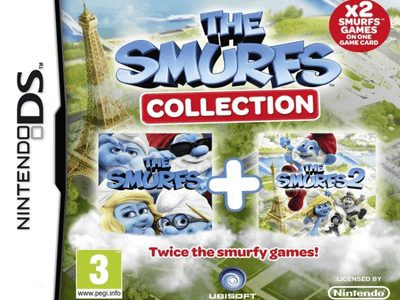 NINTENDO DS
THE
SMURFS
COLLECTION
x2
SMURFS™
GAMES
ON ONE
GAME CARD
THE
SMURFS
+
THE
SMURFS 2
Twice the smurfy games!
3
www.pegi.info
UBISOFT
LICENSED BY
Nintendo